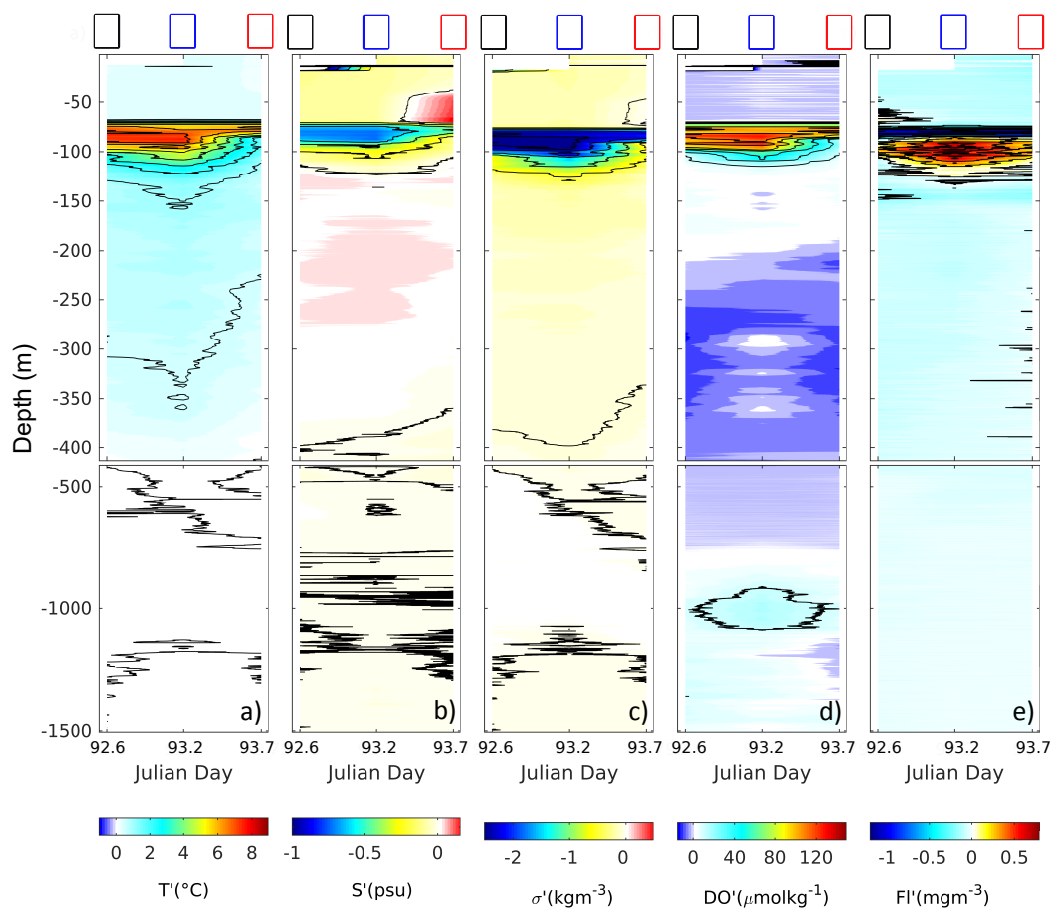 Depth (m)
-50
-100
-150
-200
-250
-300
-350
-400
-500
-1000
-1500
a) b) c) d) e)
92.6 93.2 93.7 92.6 93.2 93.7 92.6 93.2 93.7 92.6 93.2 93.7 92.6 93.2 93.7
Julian Day Julian Day Julian Day Julian Day Julian Day
0 2 4 6 8 -1 -0.5 0 -2 -1 0 0 40 80 120 -1 -0.5 0 0.5
T'(°C) S'(psu) σ'(kgm⁻³) DO'(μmolkg⁻¹) Fl'(mgm⁻³)